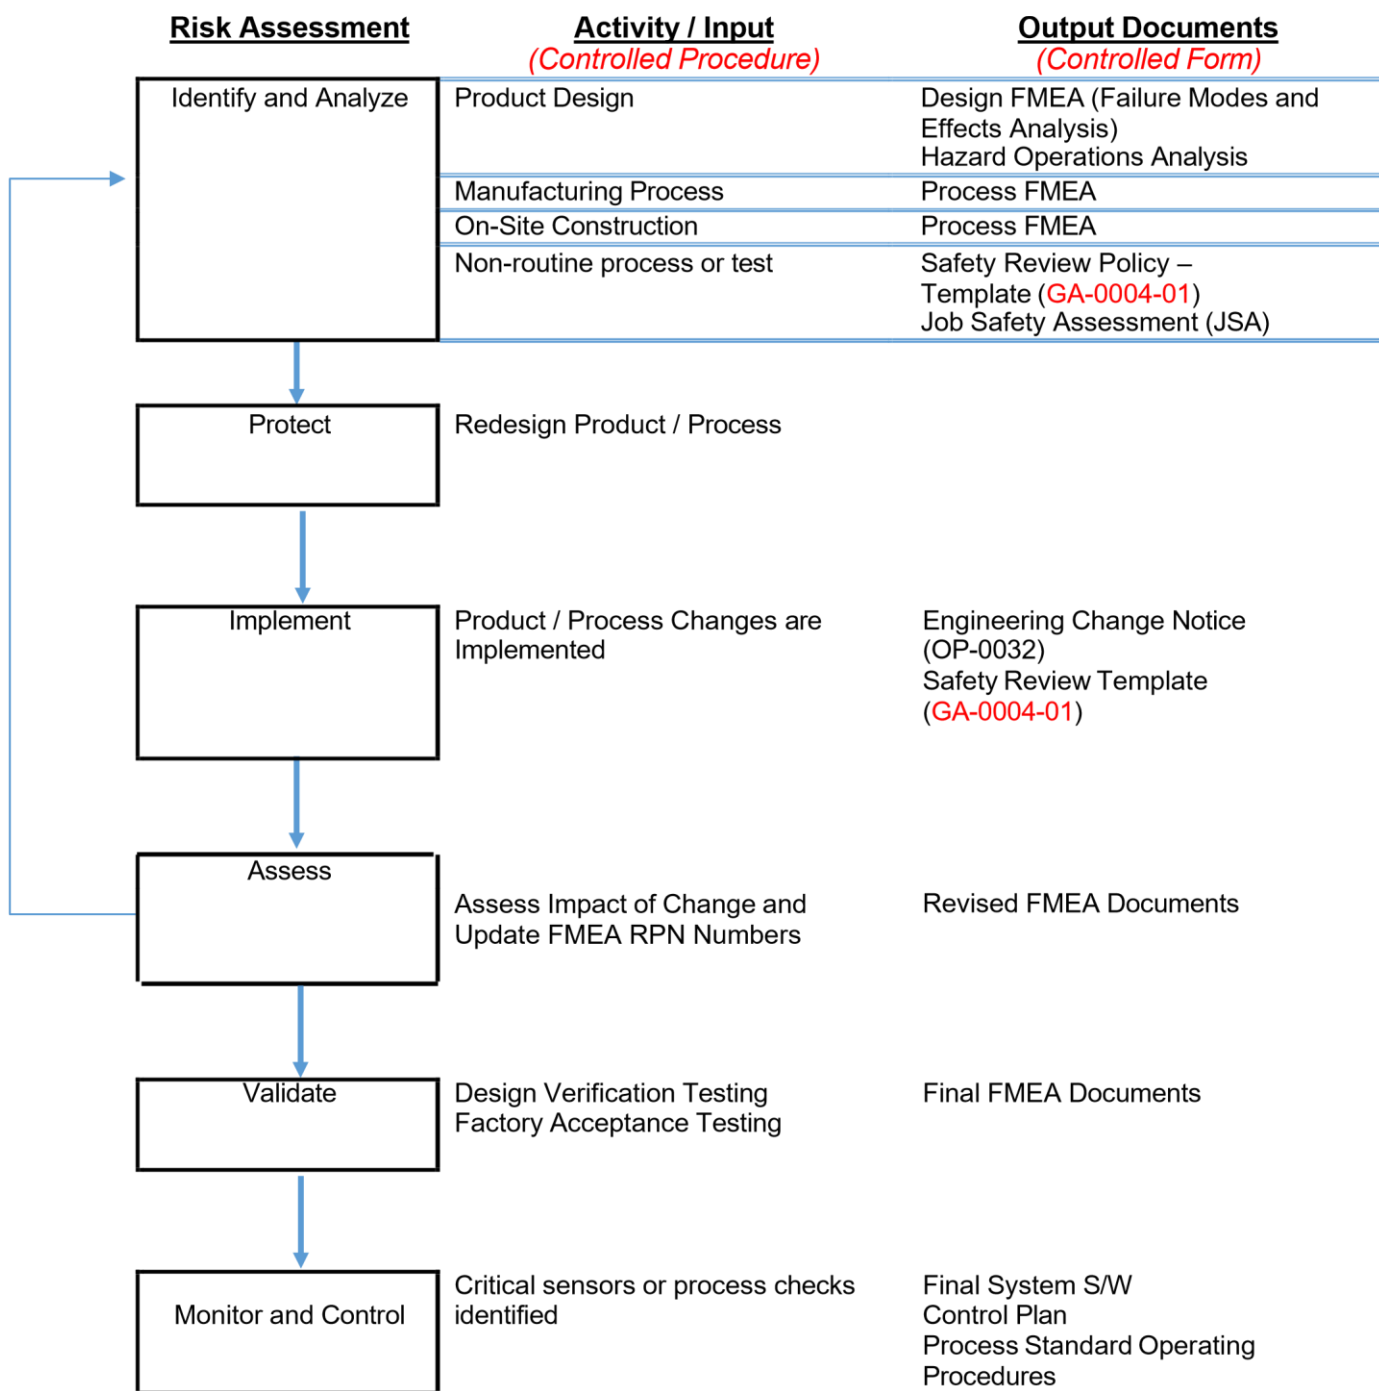 Risk Assessment
Activity / Input
(Controlled Procedure)
Output Documents
(Controlled Form)
Identify and Analyze
Product Design
Design FMEA (Failure Modes and
Effects Analysis)
Hazard Operations Analysis
Manufacturing Process
Process FMEA
On-Site Construction
Process FMEA
Non-routine process or test
Safety Review Policy –
Template (GA-0004-01)
Job Safety Assessment (JSA)
Protect
Redesign Product / Process
Implement
Product / Process Changes are
Implemented
Engineering Change Notice
(OP-0032)
Safety Review Template
(GA-0004-01)
Assess
Assess Impact of Change and
Update FMEA RPN Numbers
Revised FMEA Documents
Validate
Design Verification Testing
Factory Acceptance Testing
Final FMEA Documents
Monitor and Control
Critical sensors or process checks
identified
Final System S/W
Control Plan
Process Standard Operating
Procedures